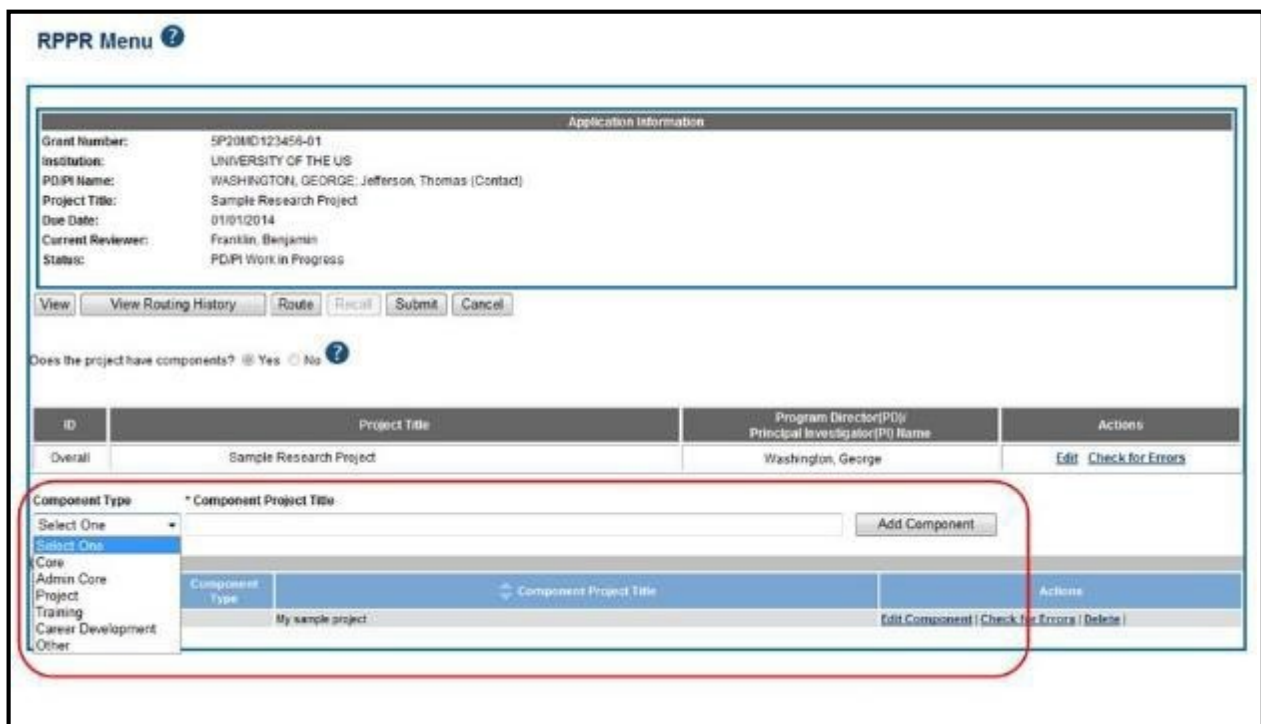 RPPR Menu ?
Application Information
Grant Number: 5P20MD123456-01
Institution: UNIVERSITY OF THE US
PD/PI Name: WASHINGTON, GEORGE; Jefferson, Thomas (Contact)
Project Title: Sample Research Project
Due Date: 01/01/2014
Current Reviewer: Franklin, Benjamin
Status: PD/PI Work in Progress
View View Routing History Route Recall Submit Cancel
Does the project have components? Yes No ?
ID Project Title Program Director(PD)/ Actions
Principal Investigator(PI) Name
Overall Sample Research Project Washington, George Edit Check for Errors
Component Type * Component Project Title
Select One Add Component
Select One
Core
Admin Core
Project
Training
Career Development
Other
Component Component Project Title Actions
Type
My sample project Edit Component | Check for Errors | Delete |